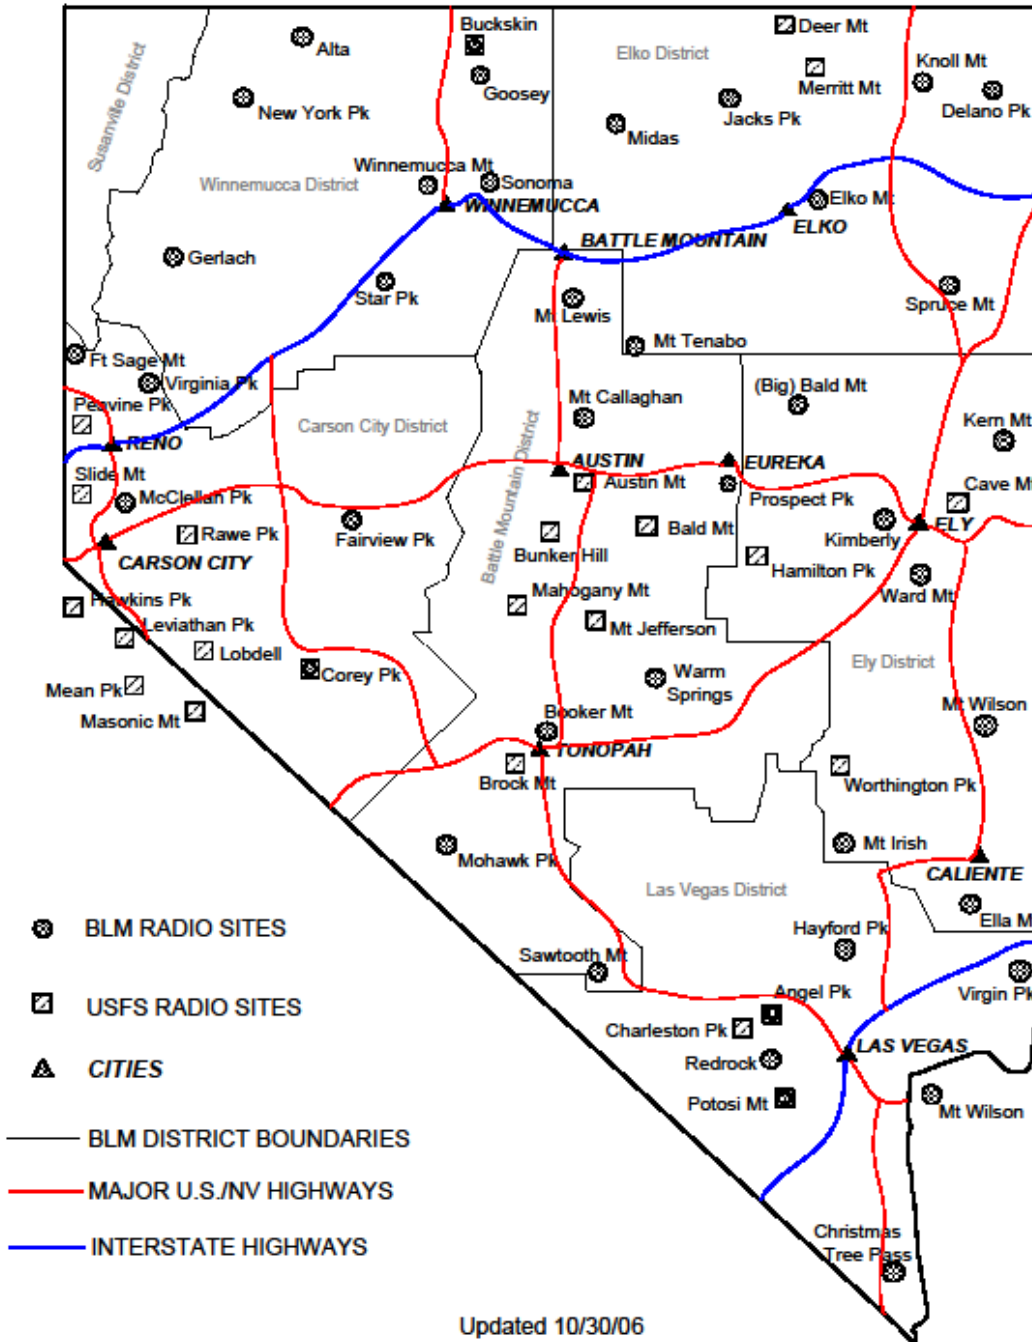 Buckskin
Deer Mt
Alta
Susanville District
Elko District
Knoll Mt
Goosey
Merritt Mt
New York Pk
Jacks Pk
Delano Pk
Midas
Winnemucca Mt
Winnemucca District
Sonoma
WINNEMUCCA
Elko Mt
ELKO
BATTLE MOUNTAIN
Gerlach
Star Pk
Mt Lewis
Spruce Mt
Mt Tenabo
Ft Sage Mt
Virginia Pk
(Big) Bald Mt
Peavine Pk
Mt Callaghan
Carson City District
Kern Mt
RENO
Battle Mountain District
AUSTIN
EUREKA
Slide Mt
Austin Mt
Cave Mt
McClellan Pk
Prospect Pk
Rawe Pk
Fairview Pk
Bald Mt
Kimberly
ELY
CARSON CITY
Bunker Hill
Hamilton Pk
Ward Mt
Hawkins Pk
Mahogany Mt
Leviathan Pk
Mt Jefferson
Lobdell
Ely District
Corey Pk
Warm
Springs
Mean Pk
Masonic Mt
Booker Mt
Mt Wilson
TONOPAH
Brock Mt
Worthington Pk
Mohawk Pk
Mt Irish
CALIENTE
Las Vegas District
BLM RADIO SITES
Hayford Pk
Ella M
Sawtooth Mt
USFS RADIO SITES
Angel Pk
Virgin Pk
Charleston Pk
LAS VEGAS
CITIES
Redrock
Potosi Mt
Mt Wilson
BLM DISTRICT BOUNDARIES
MAJOR U.S./NV HIGHWAYS
INTERSTATE HIGHWAYS
Christmas
Tree Pass
Updated 10/30/06